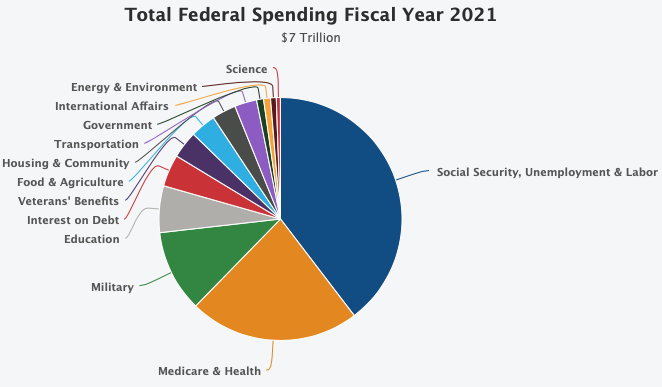 Total Federal Spending Fiscal Year 2021
$7 Trillion
Science
Energy & Environment
International Affairs
Government
Transportation
Housing & Community
Food & Agriculture
Veterans' Benefits
Interest on Debt
Education
Military
Medicare & Health
Social Security, Unemployment & Labor